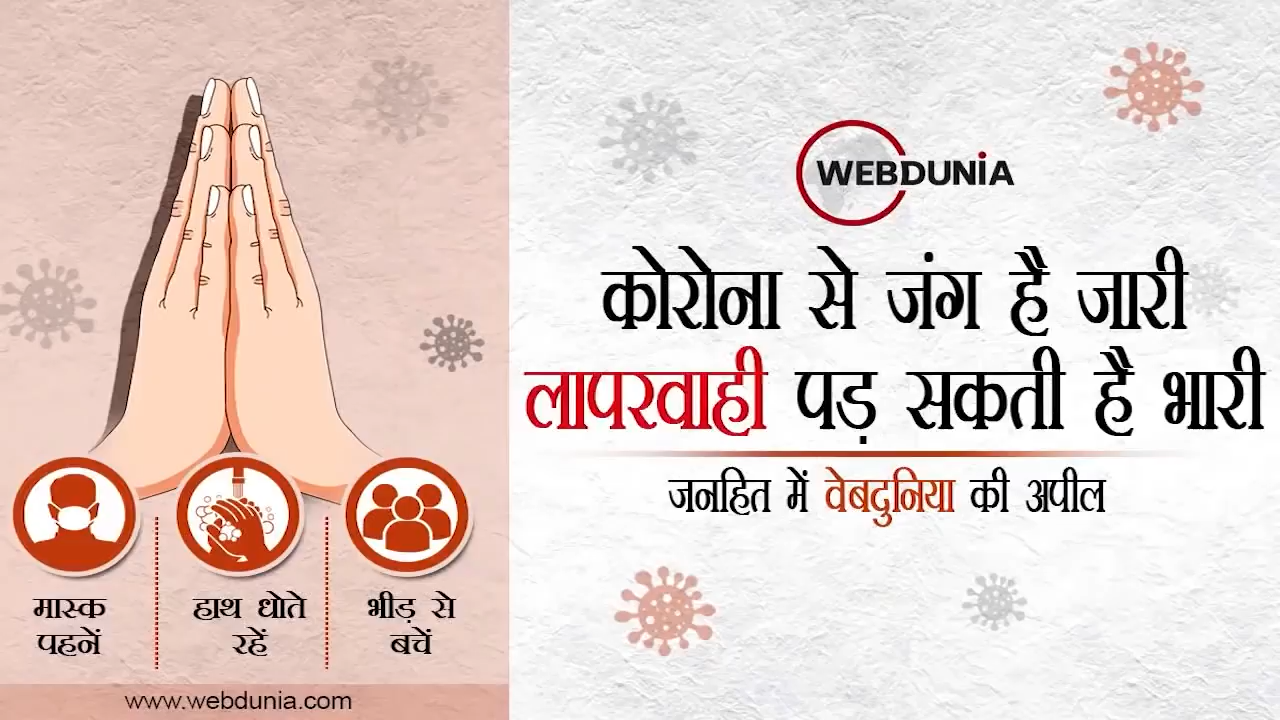 मास्क
पहनें
हाथ धोते
रहें
भीड़ से
बचें
www.webdunia.com
WEBDUNIA
कोरोना से जंग है जारी
लापरवाही पड़ सकती है भारी
जनहित में वेबदुनिया की अपील